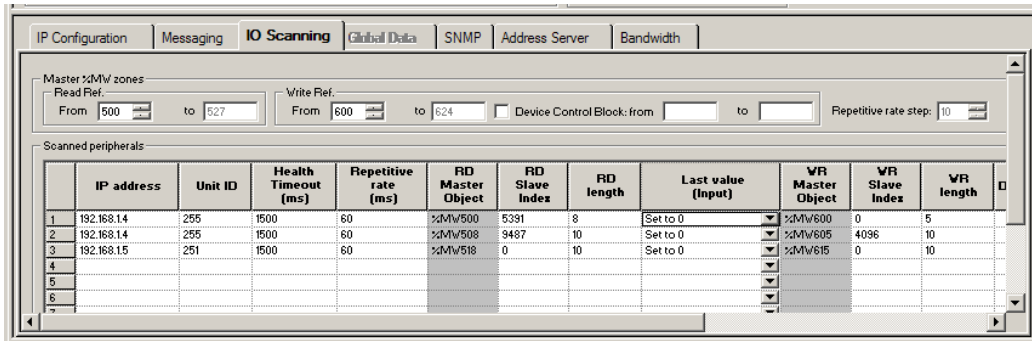 IP Configuration Messaging IO Scanning Global Data SNMP Address Server Bandwidth
Master %MW zones
Read Ref. Write Ref.
From 500 to 527 From 600 to 624 Device Control Block: from to Repetitive rate step: 10
Scanned peripherals
IP address Unit ID Health Timeout (ms) Repetitive rate (ms) RD Master Object RD Slave Index RD length Last value (Input) WR Master Object WR Slave Index WR length D
1 192.168.1.4 255 1500 60 %MW500 5391 8 Set to 0 %MW600 0 5
2 192.168.1.4 255 1500 60 %MW508 9487 10 Set to 0 %MW605 4096 10
3 192.168.1.5 251 1500 60 %MW518 0 10 Set to 0 %MW615 0 10
4
5
6